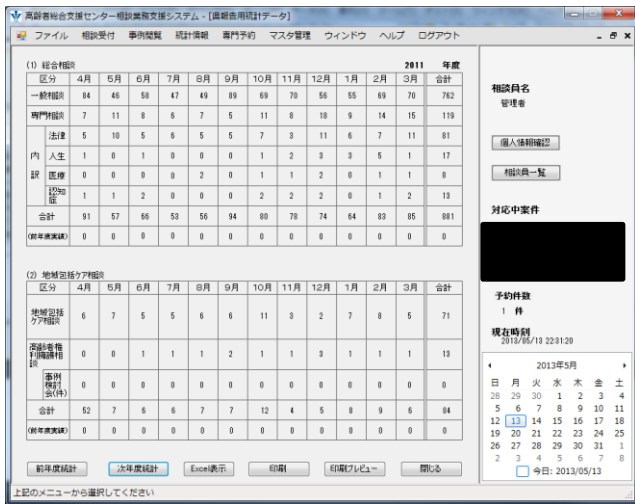 高齢者総合支援センター相談業務支援システム - [県報告用統計データ]
ファイル 相談受付 事例閲覧 統計情報 専門予約 マスタ管理 ウィンドウ ヘルプ ログアウト
(1) 総合相談 2011 年度
区分 4月 5月 6月 7月 8月 9月 10月 11月 12月 1月 2月 3月 合計
一般相談 84 46 58 47 49 89 69 70 56 55 69 70 762
専門相談 7 11 8 6 7 5 11 8 18 9 14 15 119
内訳 法律 5 10 5 6 5 5 7 3 11 6 7 11 81
人生 1 0 1 0 0 0 1 2 3 3 5 1 17
医療 0 0 0 0 2 0 1 1 2 0 1 1 8
認知症 1 1 2 0 0 0 2 2 2 0 1 2 13
合計 91 57 66 53 56 94 80 78 74 64 83 85 881
(前年度実績) 0 0 0 0 0 0 0 0 0 0 0 0 0
(2) 地域包括ケア相談
区分 4月 5月 6月 7月 8月 9月 10月 11月 12月 1月 2月 3月 合計
地域包括ケア相談 6 7 5 5 6 6 11 3 2 7 8 5 71
高齢者権利擁護相談 0 0 1 1 1 2 1 1 3 1 1 1 13
事例検討会(件) 0 0 0 0 0 0 0 0 0 0 0 0 0
合計 52 7 6 6 7 7 12 4 5 8 9 6 84
(前年度実績) 0 0 0 0 0 0 0 0 0 0 0 0 0
前年度統計 次年度統計 Excel表示 印刷 印刷プレビュー 閉じる
上記のメニューから選択してください
相談員名
管理者
個人情報確認
相談員一覧
対応中案件
予約件数
1 件
現在時刻
2013/05/13 22:31:20
2013年5月
日 月 火 水 木 金 土
28 29 30 1 2 3 4
5 6 7 8 9 10 11
12 13 14 15 16 17 18
19 20 21 22 23 24 25
26 27 28 29 30 31 1
2 3 4 5 6 7 8
今日: 2013/05/13